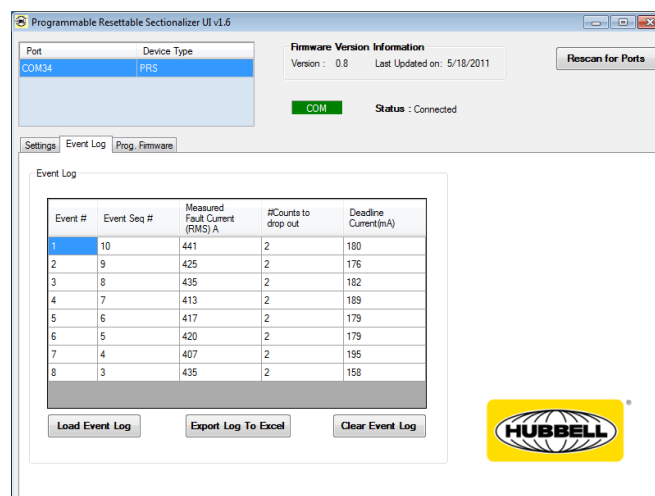 Programmable Resettable Sectionalizer UI v1.6
Port Device Type
COM34 PRS
Firmware Version Information
Version : 0.8 Last Updated on: 5/18/2011
Rescan for Ports
COM Status : Connected
Settings Event Log Prog. Firmware
Event Log
Event # Event Seq # Measured Fault Current (RMS) A #Counts to drop out Deadline Current(mA)
1 10 441 2 180
2 9 425 2 176
3 8 435 2 182
4 7 413 2 189
5 6 417 2 179
6 5 420 2 179
7 4 407 2 195
8 3 435 2 158
Load Event Log Export Log To Excel Clear Event Log
HUBBELL ®